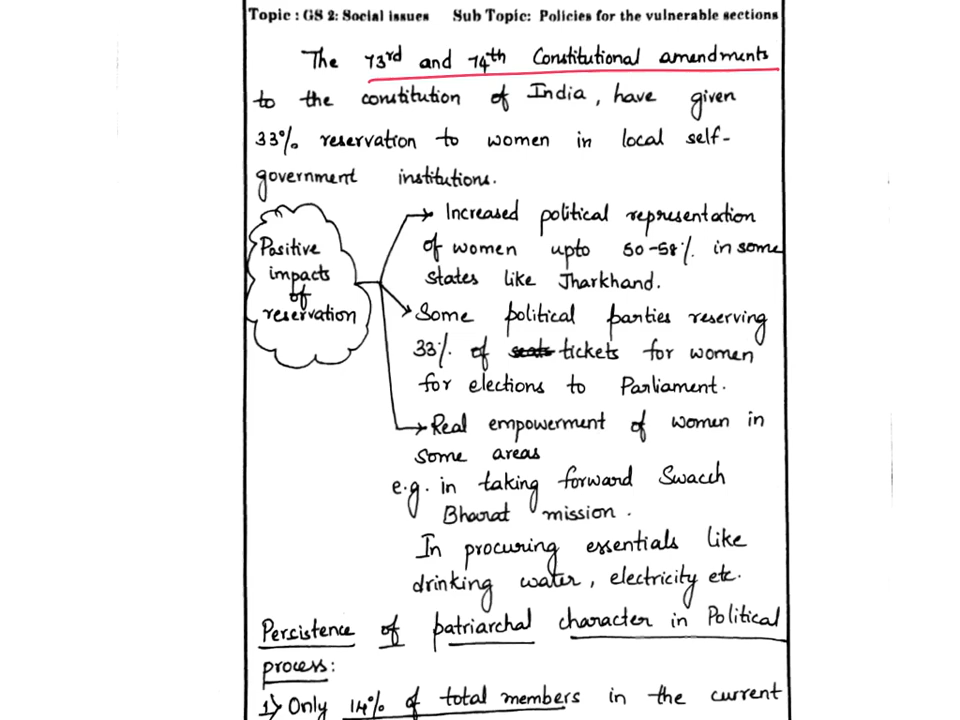 Topic : GS 2: Social issues Sub Topic: Policies for the vulnerable sections
The 73rd and 74th Constitutional amendments
to the constitution of India, have given
33% reservation to women in local self-
government institutions.
Positive
impacts
of
reservation
→ Increased political representation
of women upto 50-58% in some
states like Jharkhand.
→ Some political parties reserving
33% of seats tickets for women
for elections to Parliament.
→ Real empowerment of women in
some areas
e.g. in taking forward Swacch
Bharat mission.
In procuring essentials like
drinking water, electricity etc.
Persistence of patriarchal character in Political
process:
1) Only 14% of total members in the current